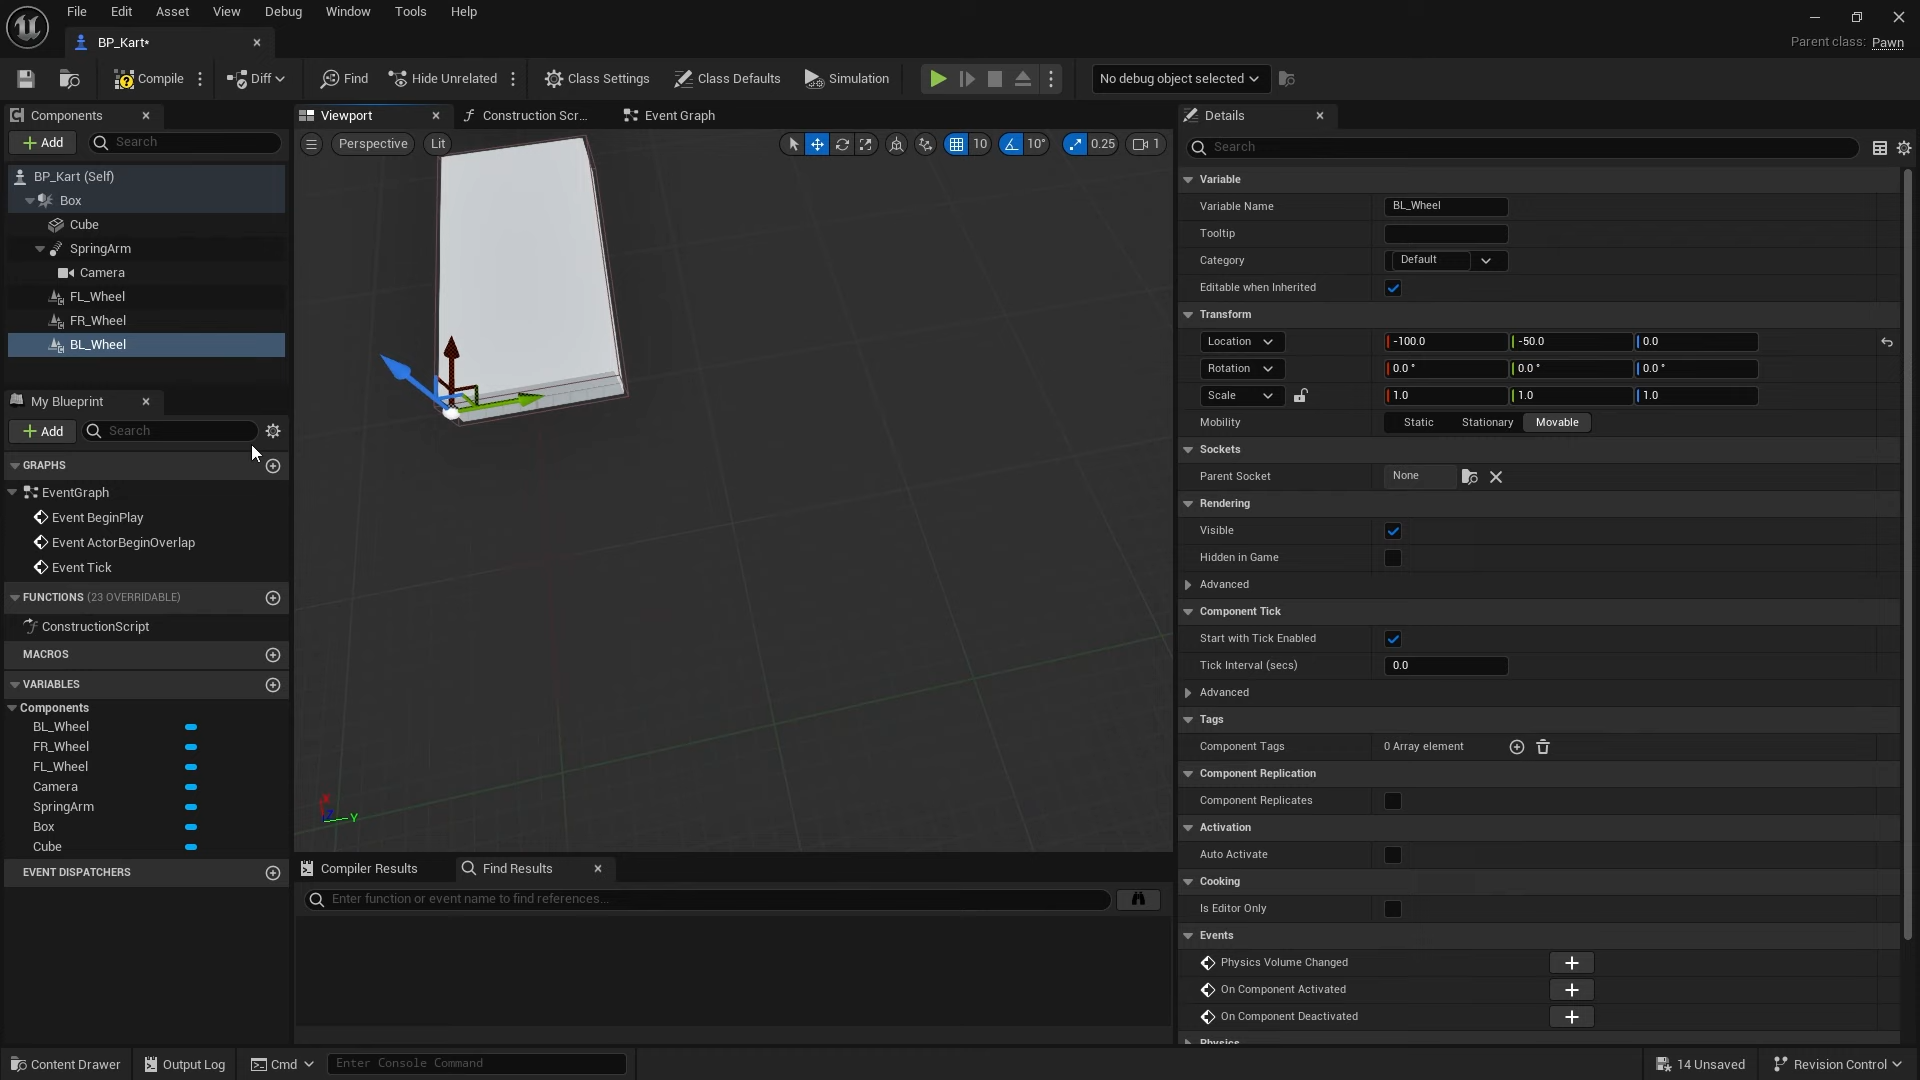 File Edit Asset View Debug Window Tools Help
BP_Kart*
Parent class: Pawn
Compile Diff Find Hide Unrelated Class Settings Class Defaults Simulation No debug object selected
Components
Add Search
BP_Kart (Self)
Box
Cube
SpringArm
Camera
FL_Wheel
FR_Wheel
BL_Wheel
My Blueprint
Add Search
GRAPHS
EventGraph
Event BeginPlay
Event ActorBeginOverlap
Event Tick
FUNCTIONS (23 OVERRIDABLE)
ConstructionScript
MACROS
VARIABLES
Components
BL_Wheel
FR_Wheel
FL_Wheel
Camera
SpringArm
Box
Cube
EVENT DISPATCHERS
Viewport Construction Scr... Event Graph
Perspective Lit 10 10° 0.25 1
X
Y
Compiler Results Find Results
Enter function or event name to find references...
Details
Search
Variable
Variable Name BL_Wheel
Tooltip
Category Default
Editable when Inherited
Transform
Location -100.0 -50.0 0.0
Rotation 0.0 ° 0.0 ° 0.0 °
Scale 1.0 1.0 1.0
Mobility Static Stationary Movable
Sockets
Parent Socket None
Rendering
Visible
Hidden in Game
Advanced
Component Tick
Start with Tick Enabled
Tick Interval (secs) 0.0
Advanced
Tags
Component Tags 0 Array element
Component Replication
Component Replicates
Activation
Auto Activate
Cooking
Is Editor Only
Events
Physics Volume Changed
On Component Activated
On Component Deactivated
Physics
Content Drawer Output Log Cmd Enter Console Command 14 Unsaved Revision Control